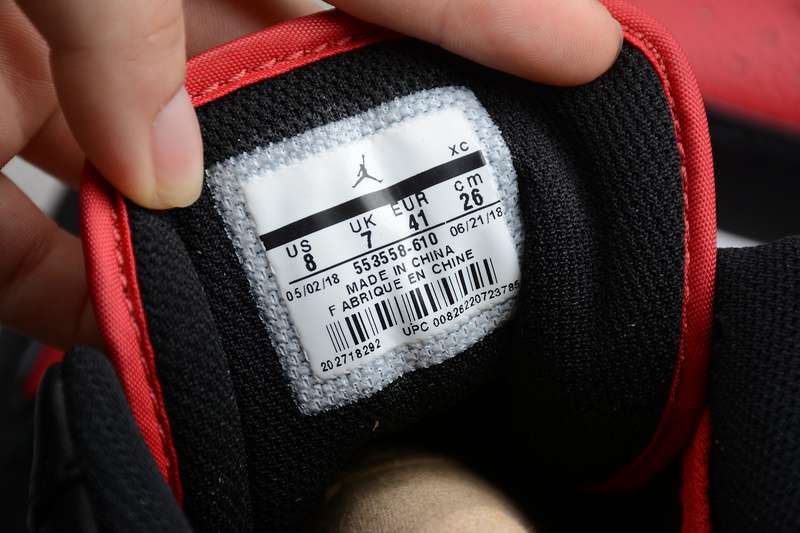 XC
US UK EUR cm
8 7 41 26
05/02/18 553558-610 06/21/18
MADE IN CHINA
FABRIQUE EN CHINE
202718292 UPC 00826220723785